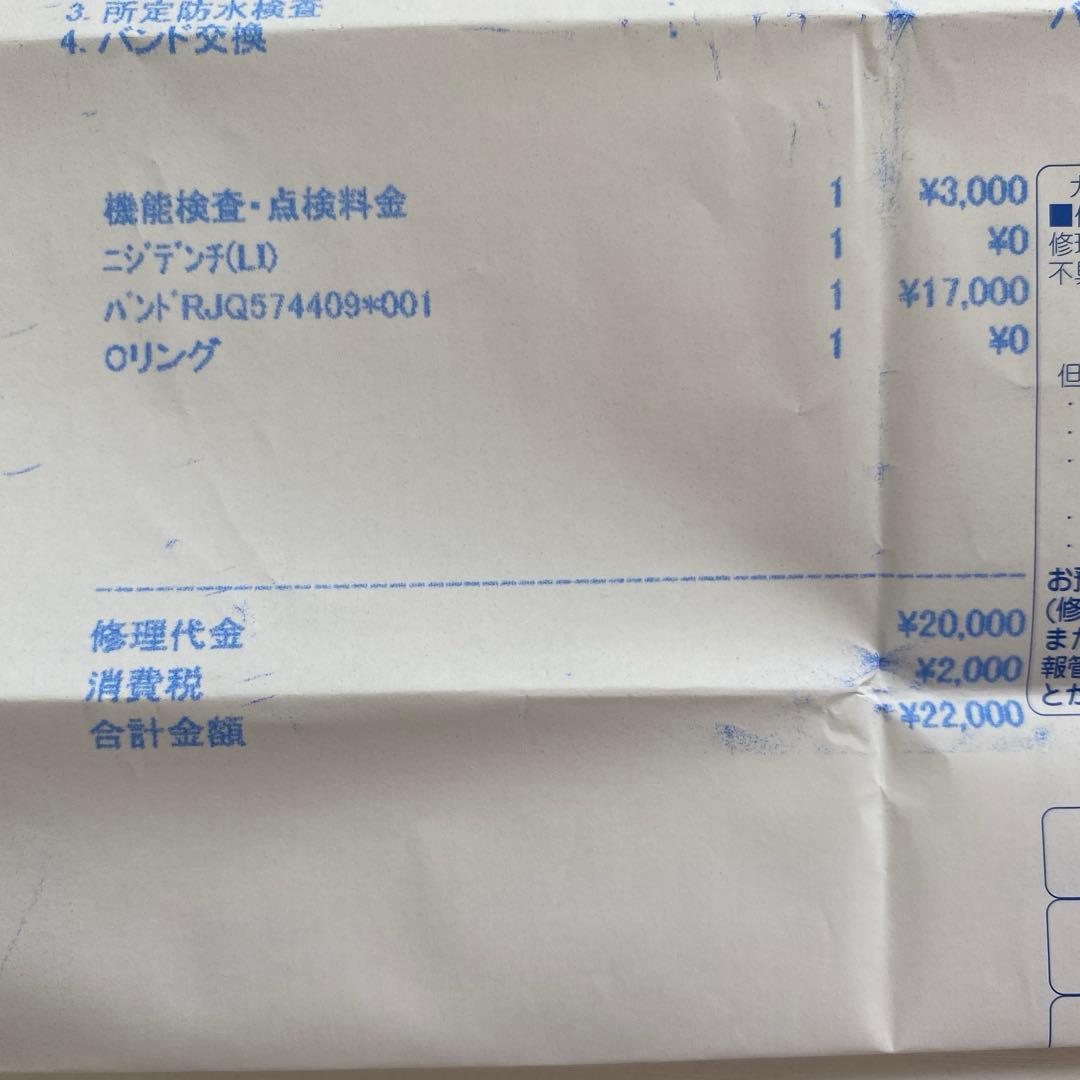 3. 所定防水検査
4. バンド交換
機能検査・点検料金 1 ¥3,000
ニジデンチ(LI) 1 ¥0
バンドRJQ574409*001 1 ¥17,000
Oリング 1 ¥0
修理代金 ¥20,000
消費税 ¥2,000
合計金額 ¥22,000
修理
但
・
・
・
・
・
お預
(修
また
報管
とか